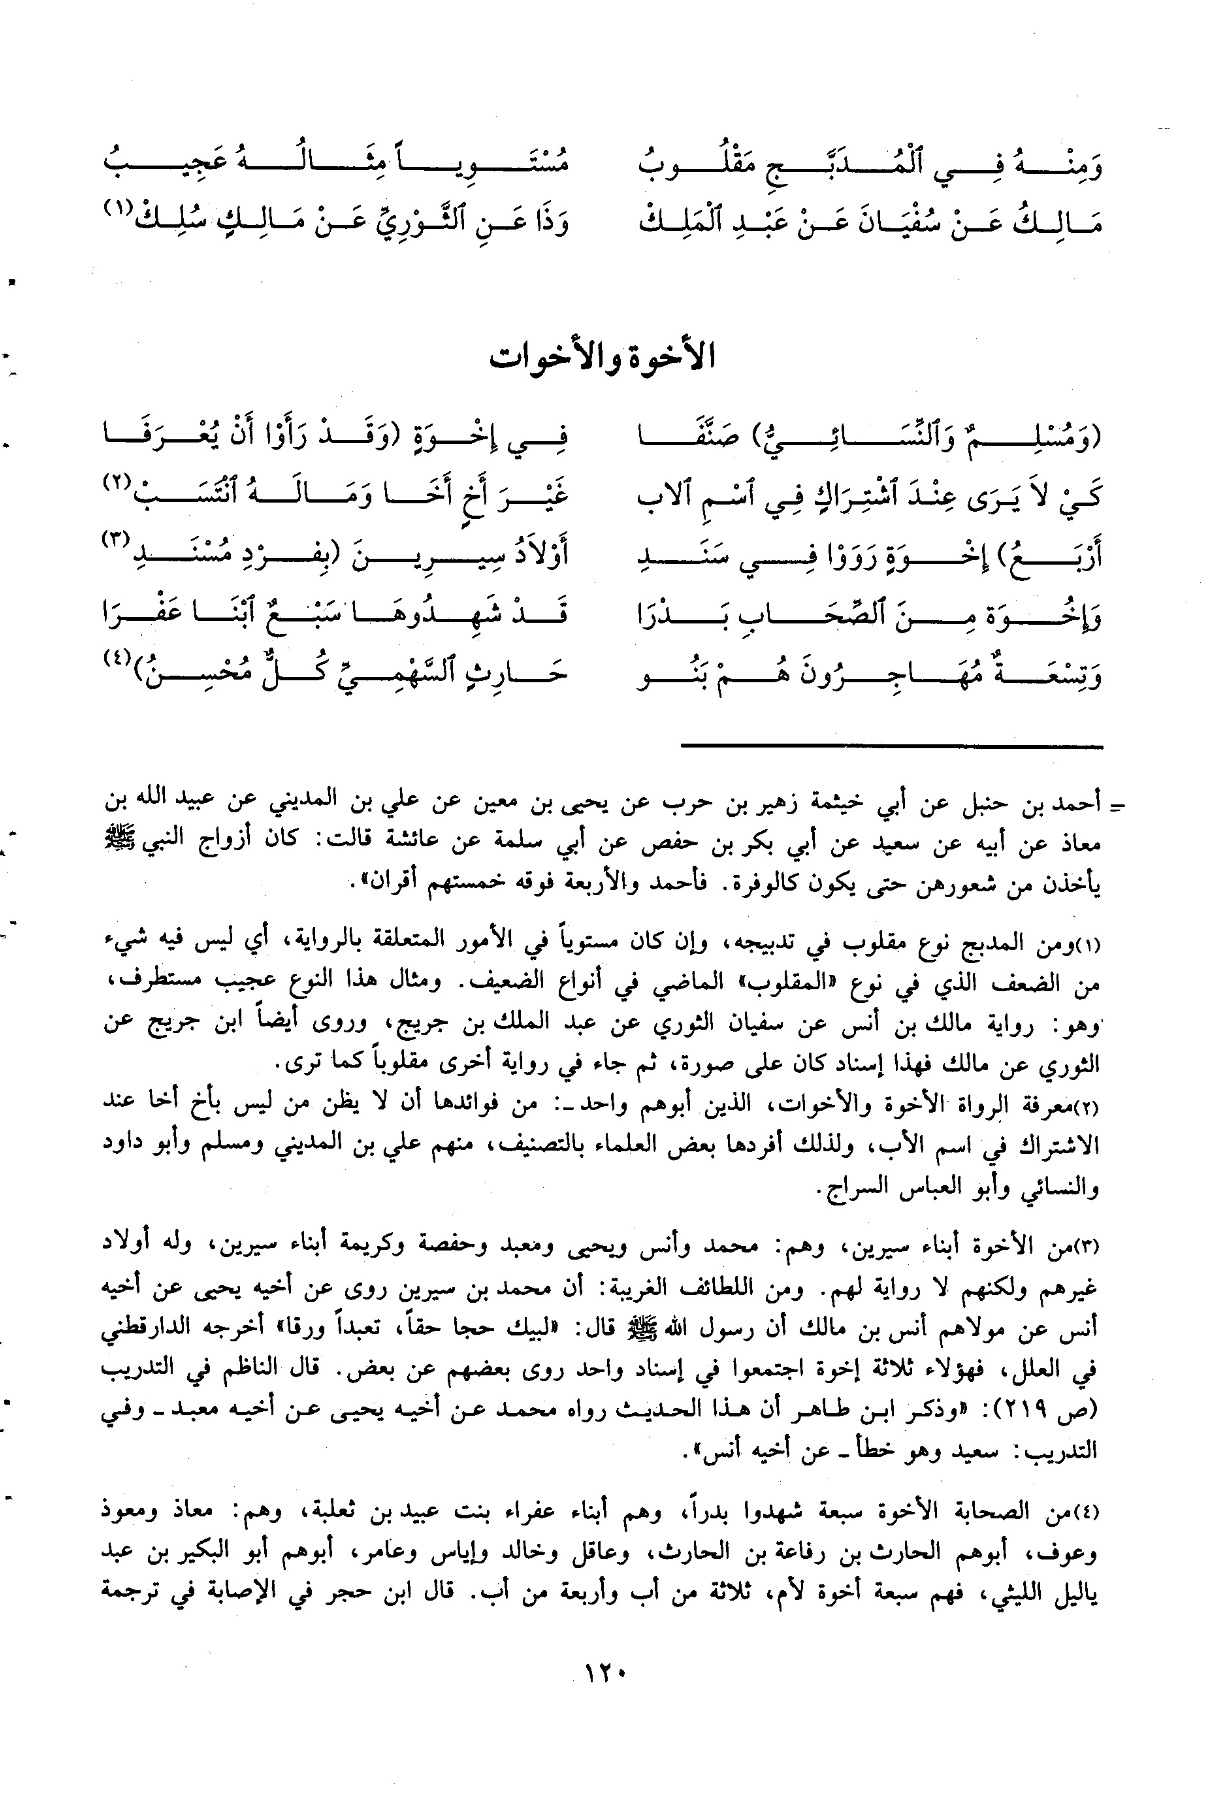 وَمِنْهُ فِي ٱلْمُدَبَّجِ مَقْلُوبُ مُسْتَوِياً مِثَالُهُ عَجِيبُ
مَالِكُ عَنْ سُفْيَانَ عَنْ عَبْدِ ٱلْمَلِكْ وَذَا عَنِ ٱلثَّوْرِيِّ عَنْ مَالِكٍ سُلِكْ(١)
الأخوة والأخوات
(وَمُسْلِمٌ وَٱلنَّسَائِيُّ) صَنَّفَا فِي إِخْوَةٍ (وَقَدْ رَأَوْا أَنْ يُعْرَفَا
كَيْ لاَ يَرَى عِنْدَ ٱشْتِرَاكٍ فِي ٱسْمِ ٱلاب غَيْرَ أَخٍ أَخَا وَمَالَهُ ٱنْتَسَبْ(٢)
أَرْبَعُ) إِخْوَةٍ رَوَوْا فِي سَنَدِ أَوْلاَدُ سِيرِينَ (بِفَرْدٍ مُسْنَدِ(٣)
وَإِخْوَة مِنَ ٱلصِّحَابِ بَدْرَا قَدْ شَهِدُوهَا سَبْعٌ ٱبْنَا عَفْرَا
وَتِسْعَةٌ مُهَاجِرُونَ هُمْ بَنُو حَارِثٍ ٱلسَّهْمِيِّ كُلٌّ مُحْسِنُ)(٤)
= أحمد بن حنبل عن أبي خيثمة زهير بن حرب عن يحيى بن معين عن علي بن المديني عن عبيد الله بن
معاذ عن أبيه عن سعيد عن أبي بكر بن حفص عن أبي سلمة عن عائشة قالت: كان أزواج النبي ﷺ
يأخذن من شعورهن حتى يكون كالوفرة. فأحمد والأربعة فوقه خمستهم أقران».
(١)ومن المدبج نوع مقلوب في تدبيجه، وإن كان مستوياً في الأمور المتعلقة بالرواية، أي ليس فيه شيء
من الضعف الذي في نوع «المقلوب» الماضي في أنواع الضعيف. ومثال هذا النوع عجيب مستطرف،
وهو: رواية مالك بن أنس عن سفيان الثوري عن عبد الملك بن جريج، وروى أيضاً ابن جريج عن
الثوري عن مالك فهذا إسناد كان على صورة، ثم جاء في رواية أخرى مقلوباً كما ترى.
(٢)معرفة الرواة الأخوة والأخوات، الذين أبوهم واحد ـ: من فوائدها أن لا يظن من ليس بأخ أخا عند
الاشتراك في اسم الأب، ولذلك أفردها بعض العلماء بالتصنيف، منهم علي بن المديني ومسلم وأبو داود
والنسائي وأبو العباس السراج.
(٣)من الأخوة أبناء سيرين، وهم: محمد وأنس ويحيى ومعبد وحفصة وكريمة أبناء سيرين، وله أولاد
غيرهم ولكنهم لا رواية لهم. ومن اللطائف الغريبة: أن محمد بن سيرين روى عن أخيه يحيى عن أخيه
أنس عن مولاهم أنس بن مالك أن رسول الله ﷺ قال: «لبيك حجا حقاً، تعبداً ورقا» أخرجه الدارقطني
في العلل، فهؤلاء ثلاثة إخوة اجتمعوا في إسناد واحد روى بعضهم عن بعض. قال الناظم في التدريب
(ص ٢١٩): «وذكر ابن طاهر أن هذا الحديث رواه محمد عن أخيه يحيى عن أخيه معبد ـ وفي
التدريب: سعيد وهو خطأ ـ عن أخيه أنس».
(٤)من الصحابة الأخوة سبعة شهدوا بدراً، وهم أبناء عفراء بنت عبيد بن ثعلبة، وهم: معاذ ومعوذ
وعوف، أبوهم الحارث بن رفاعة بن الحارث، وعاقل وخالد وإياس وعامر، أبوهم أبو البكير بن عبد
ياليل الليثي، فهم سبعة أخوة لأم، ثلاثة من أب وأربعة من أب. قال ابن حجر في الإصابة في ترجمة
١٢٠